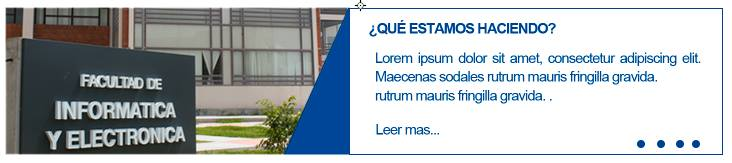 FACULTAD DE
INFORMATICA
Y ELECTRONICA
¿QUÉ ESTAMOS HACIENDO?
Lorem ipsum dolor sit amet, consectetur adipiscing elit.
Maecenas sodales rutrum mauris fringilla gravida.
rutrum mauris fringilla gravida. .
Leer mas...